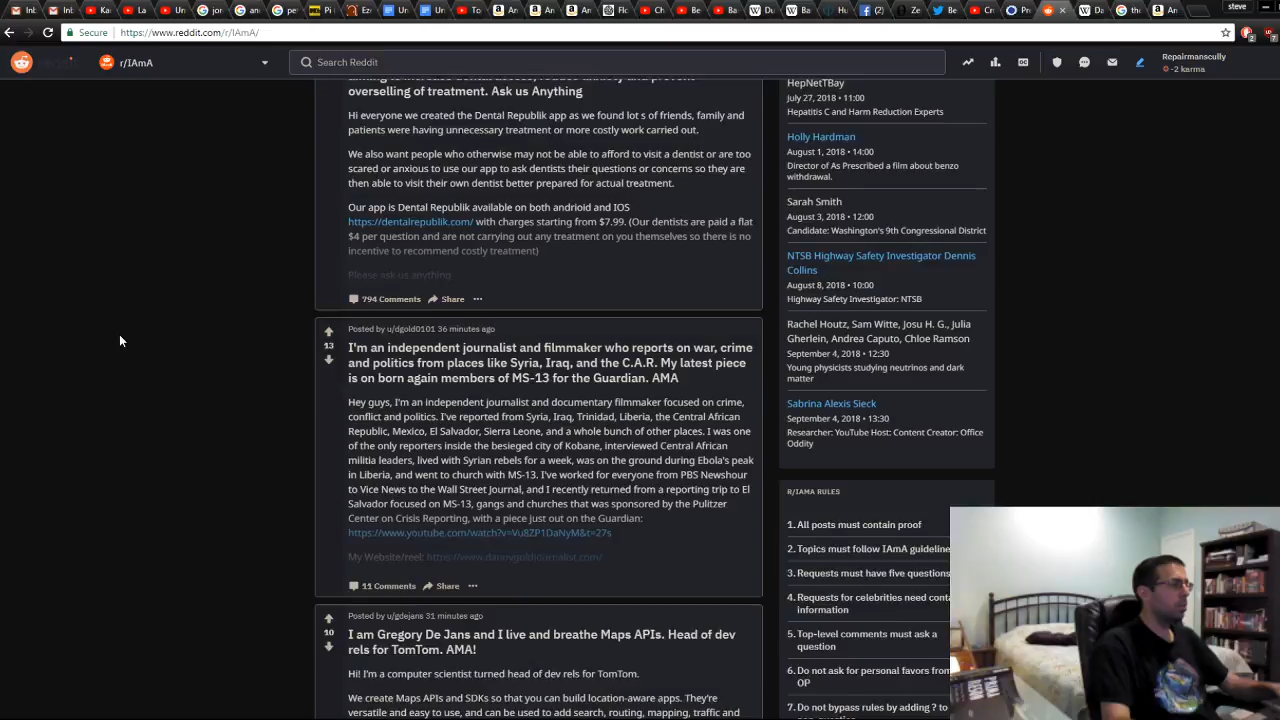 steve
Secure https://www.reddit.com/r/IAmA/
r/IAmA
Search Reddit
Repairmanscully
-2 karma
overselling of treatment. Ask us Anything
Hi everyone we created the Dental Republik app as we found lot s of friends, family and
patients were having unnecessary treatment or more costly work carried out.
We also want people who otherwise may not be able to afford to visit a dentist or are too
scared or anxious to use our app to ask dentists their questions or concerns so they are
then able to visit their own dentist better prepared for actual treatment.
Our app is Dental Republik available on both andrioid and IOS
https://dentalrepublik.com/ with charges starting from $7.99. (Our dentists are paid a flat
$4 per question and are not carrying out any treatment on you themselves so there is no
incentive to recommend costly treatment)
Please ask us anything
794 Comments Share
Posted by u/dgold0101 36 minutes ago
13
I'm an independent journalist and filmmaker who reports on war, crime
and politics from places like Syria, Iraq, and the C.A.R. My latest piece
is on born again members of MS-13 for the Guardian. AMA
Hey guys, I'm an independent journalist and documentary filmmaker focused on crime,
conflict and politics. I've reported from Syria, Iraq, Trinidad, Liberia, the Central African
Republic, Mexico, El Salvador, Sierra Leone, and a whole bunch of other places. I was one
of the only reporters inside the besieged city of Kobane, interviewed Central African
militia leaders, lived with Syrian rebels for a week, was on the ground during Ebola's peak
in Liberia, and went to church with MS-13. I've worked for everyone from PBS Newshour
to Vice News to the Wall Street Journal, and I recently returned from a reporting trip to El
Salvador focused on MS-13, gangs and churches that was sponsored by the Pulitzer
Center on Crisis Reporting, with a piece just out on the Guardian:
https://www.youtube.com/watch?v=Vu8ZP1DaNyM&t=27s
My Website/reel:
11 Comments Share
Posted by u/gdejans 31 minutes ago
10
I am Gregory De Jans and I live and breathe Maps APIs. Head of dev
rels for TomTom. AMA!
Hi! I'm a computer scientist turned head of dev rels for TomTom.
We create Maps APIs and SDKs so that you can build location-aware apps. They're
versatile and easy to use, and can be used to add search, routing, mapping, traffic and
HepNetTBay
July 27, 2018 • 11:00
Hepatitis C and Harm Reduction Experts
Holly Hardman
August 1, 2018 • 14:00
Director of As Prescribed a film about benzo
withdrawal.
Sarah Smith
August 3, 2018 • 12:00
Candidate: Washington's 9th Congressional District
NTSB Highway Safety Investigator Dennis
Collins
August 8, 2018 • 10:00
Highway Safety Investigator: NTSB
Rachel Houtz, Sam Witte, Josu H. G., Julia
Gherlein, Andrea Caputo, Chloe Ramson
September 4, 2018 • 12:30
Young physicists studying neutrinos and dark
matter
Sabrina Alexis Sieck
September 4, 2018 • 13:30
Researcher: YouTube Host: Content Creator: Office
Oddity
R/IAMA RULES
1. All posts must contain proof
2. Topics must follow IAmA guideline
3. Requests must have five questions
4. Requests for celebrities need conta
information
5. Top-level comments must ask a
question
6. Do not ask for personal favors from
OP
7. Do not bypass rules by adding ? to